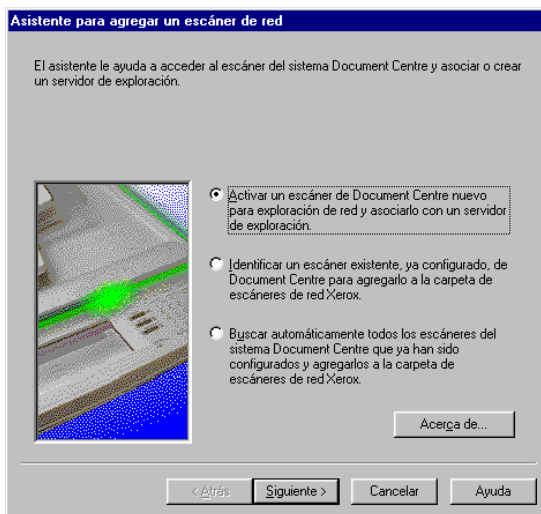 Asistente para agregar un escáner de red
El asistente le ayuda a acceder al escáner del sistema Document Centre y asociar o crear
un servidor de exploración.
Activar un escáner de Document Centre nuevo
para exploración de red y asociarlo con un servidor
de exploración.
Identificar un escáner existente, ya configurado, de
Document Centre para agregarlo a la carpeta de
escáneres de red Xerox.
Buscar automáticamente todos los escáneres del
sistema Document Centre que ya han sido
configurados y agregarlos a la carpeta de
escáneres de red Xerox.
Acerca de...
< Atrás Siguiente > Cancelar Ayuda